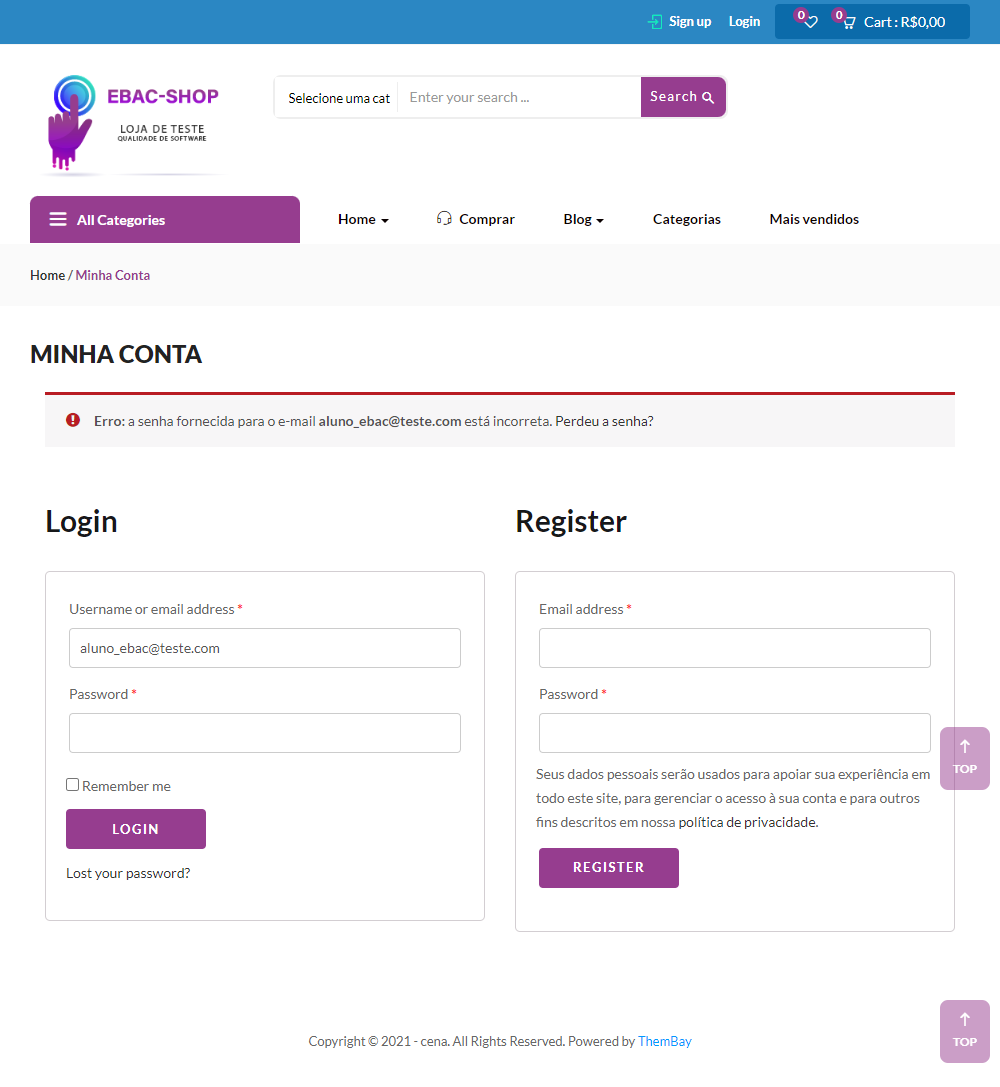 Sign up Login 0 0 Cart : R$0,00
EBAC-SHOP
LOJA DE TESTE
QUALIDADE DE SOFTWARE
Selecione uma cat Enter your search ... Search
All Categories Home Comprar Blog Categorias Mais vendidos
Home / Minha Conta
MINHA CONTA
Erro: a senha fornecida para o e-mail aluno_ebac@teste.com está incorreta. Perdeu a senha?
Login
Username or email address *
aluno_ebac@teste.com
Password *
Remember me
LOGIN
Lost your password?
Register
Email address *
Password *
Seus dados pessoais serão usados para apoiar sua experiência em
todo este site, para gerenciar o acesso à sua conta e para outros
fins descritos em nossa política de privacidade.
REGISTER
TOP
Copyright © 2021 - cena. All Rights Reserved. Powered by ThemBay
TOP